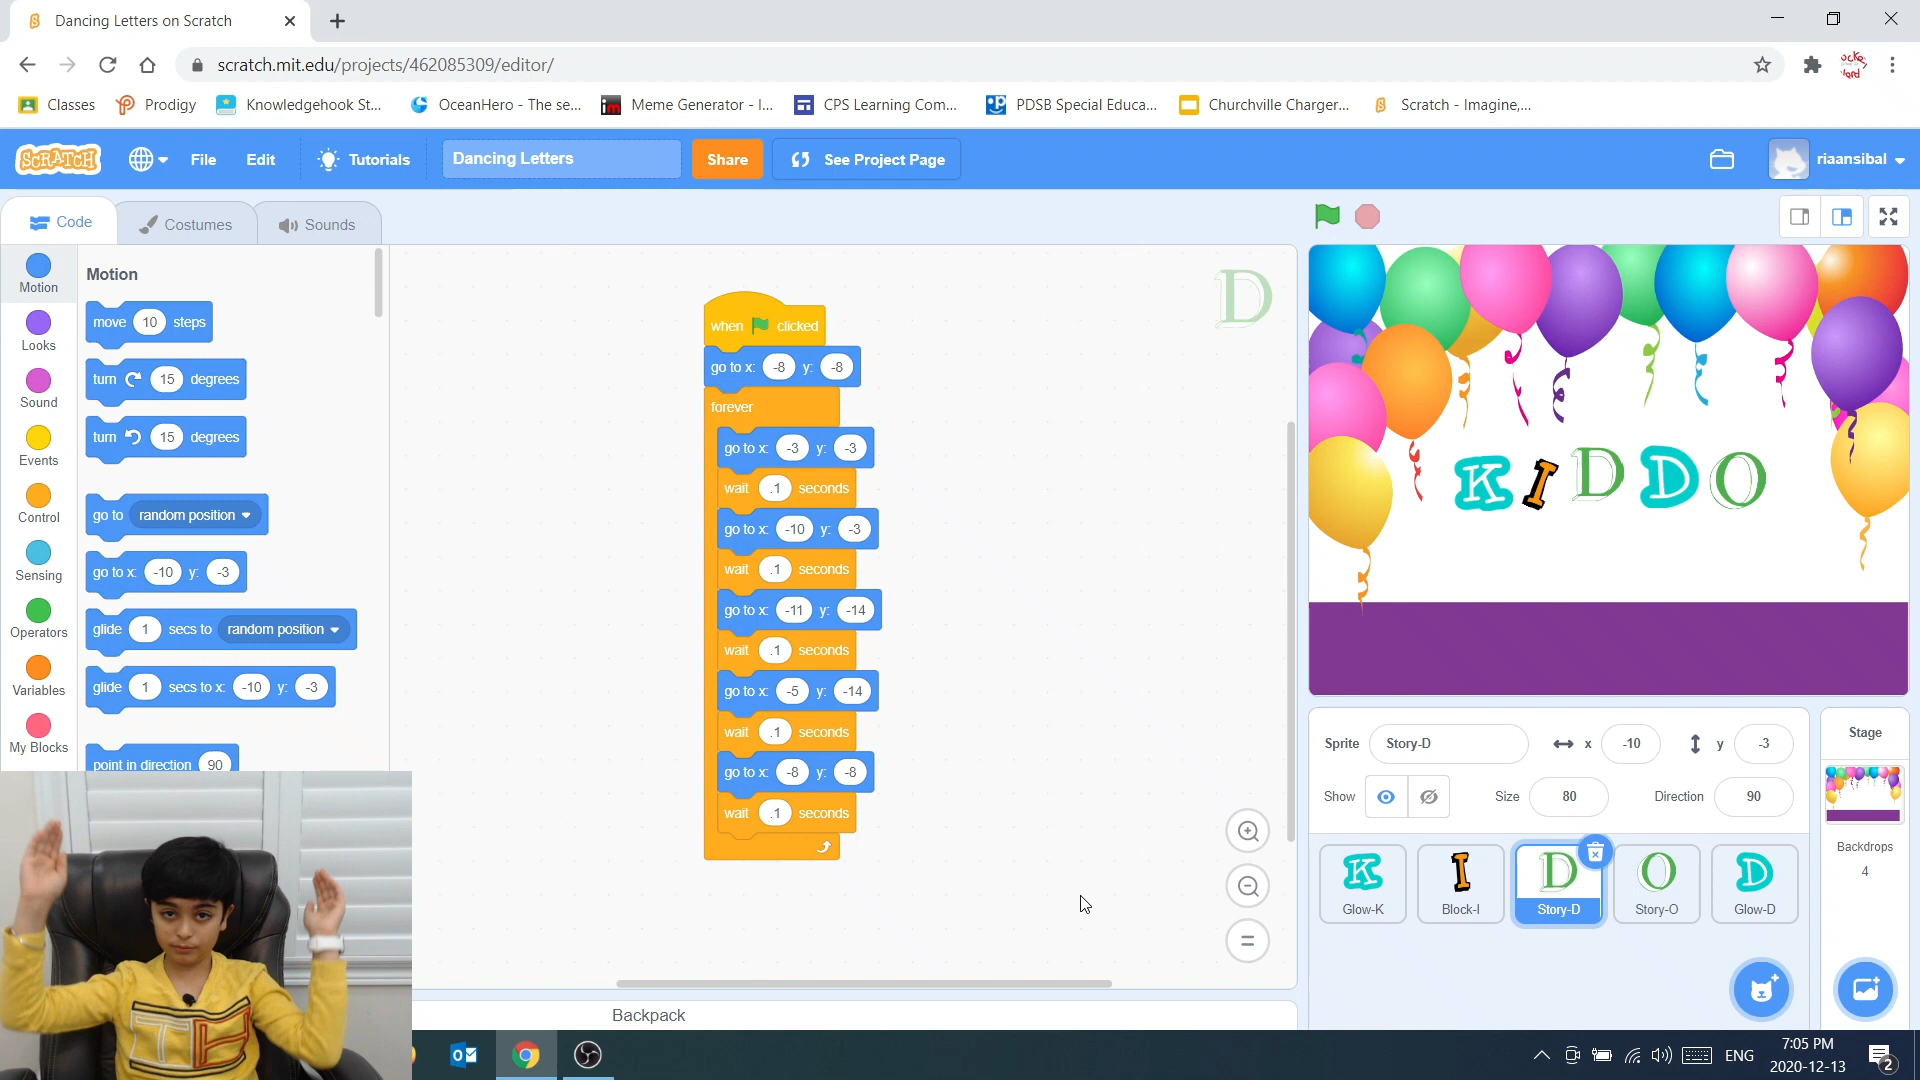 Dancing Letters on Scratch
scratch.mit.edu/projects/462085309/editor/
Classes Prodigy Knowledgehook St... OceanHero - The se... Meme Generator - I... CPS Learning Com... PDSB Special Educa... Churchville Charger... Scratch - Imagine,...
SCRATCH File Edit Tutorials Dancing Letters Share See Project Page riaansibal
Code Costumes Sounds
Motion
Looks
Sound
Events
Control
Sensing
Operators
Variables
My Blocks
Motion
move 10 steps
turn 15 degrees
turn 15 degrees
go to random position
go to x: -10 y: -3
glide 1 secs to random position
glide 1 secs to x: -10 y: -3
point in direction 90
when clicked
go to x: -8 y: -8
forever
go to x: -3 y: -3
wait .1 seconds
go to x: -10 y: -3
wait .1 seconds
go to x: -11 y: -14
wait .1 seconds
go to x: -5 y: -14
wait .1 seconds
go to x: -8 y: -8
wait .1 seconds
D
KIDDO
Sprite Story-D x -10 y -3
Show Size 80 Direction 90
K I D O D
Glow-K Block-I Story-D Story-O Glow-D
Stage
Backdrops
4
Backpack
TH
ENG
7:05 PM
2020-12-13
2